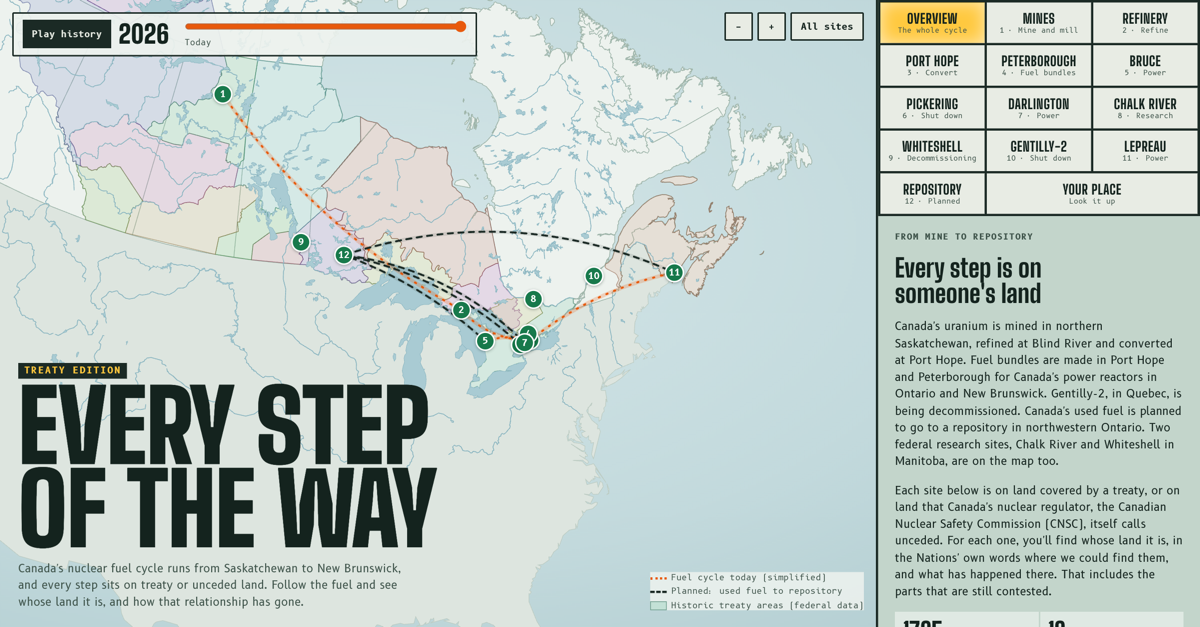 Play history 2026
Today
–
+
All sites
1
9
12
10
11
8
2
5
7
TREATY EDITION
EVERY STEP
OF THE WAY
Canada's nuclear fuel cycle runs from Saskatchewan to New Brunswick,
and every step sits on treaty or unceded land. Follow the fuel and see
whose land it is, and how that relationship has gone.
Fuel cycle today [simplified]
Planned: used fuel to repository
Historic treaty areas [federal data]
OVERVIEW
The whole cycle
MINES
1 · Mine and mill
REFINERY
2 · Refine
PORT HOPE
3 · Convert
PETERBOROUGH
4 · Fuel bundles
BRUCE
5 · Power
PICKERING
6 · Shut down
DARLINGTON
7 · Power
CHALK RIVER
8 · Research
WHITESHELL
9 · Decommissioning
GENTILLY-2
10 · Shut down
LEPREAU
11 · Power
REPOSITORY
12 · Planned
YOUR PLACE
Look it up
FROM MINE TO REPOSITORY
Every step is on
someone's land
Canada's uranium is mined in northern
Saskatchewan, refined at Blind River and converted
at Port Hope. Fuel bundles are made in Port Hope
and Peterborough for Canada's power reactors in
Ontario and New Brunswick. Gentilly-2, in Quebec, is
being decommissioned. Canada's used fuel is planned
to go to a repository in northwestern Ontario. Two
federal research sites, Chalk River and Whiteshell in
Manitoba, are on the map too.
Each site below is on land covered by a treaty, or on
land that Canada's nuclear regulator, the Canadian
Nuclear Safety Commission [CNSC], itself calls
unceded. For each one, you'll find whose land it is, in
the Nations' own words where we could find them,
and what has happened there. That includes the
parts that are still contested.